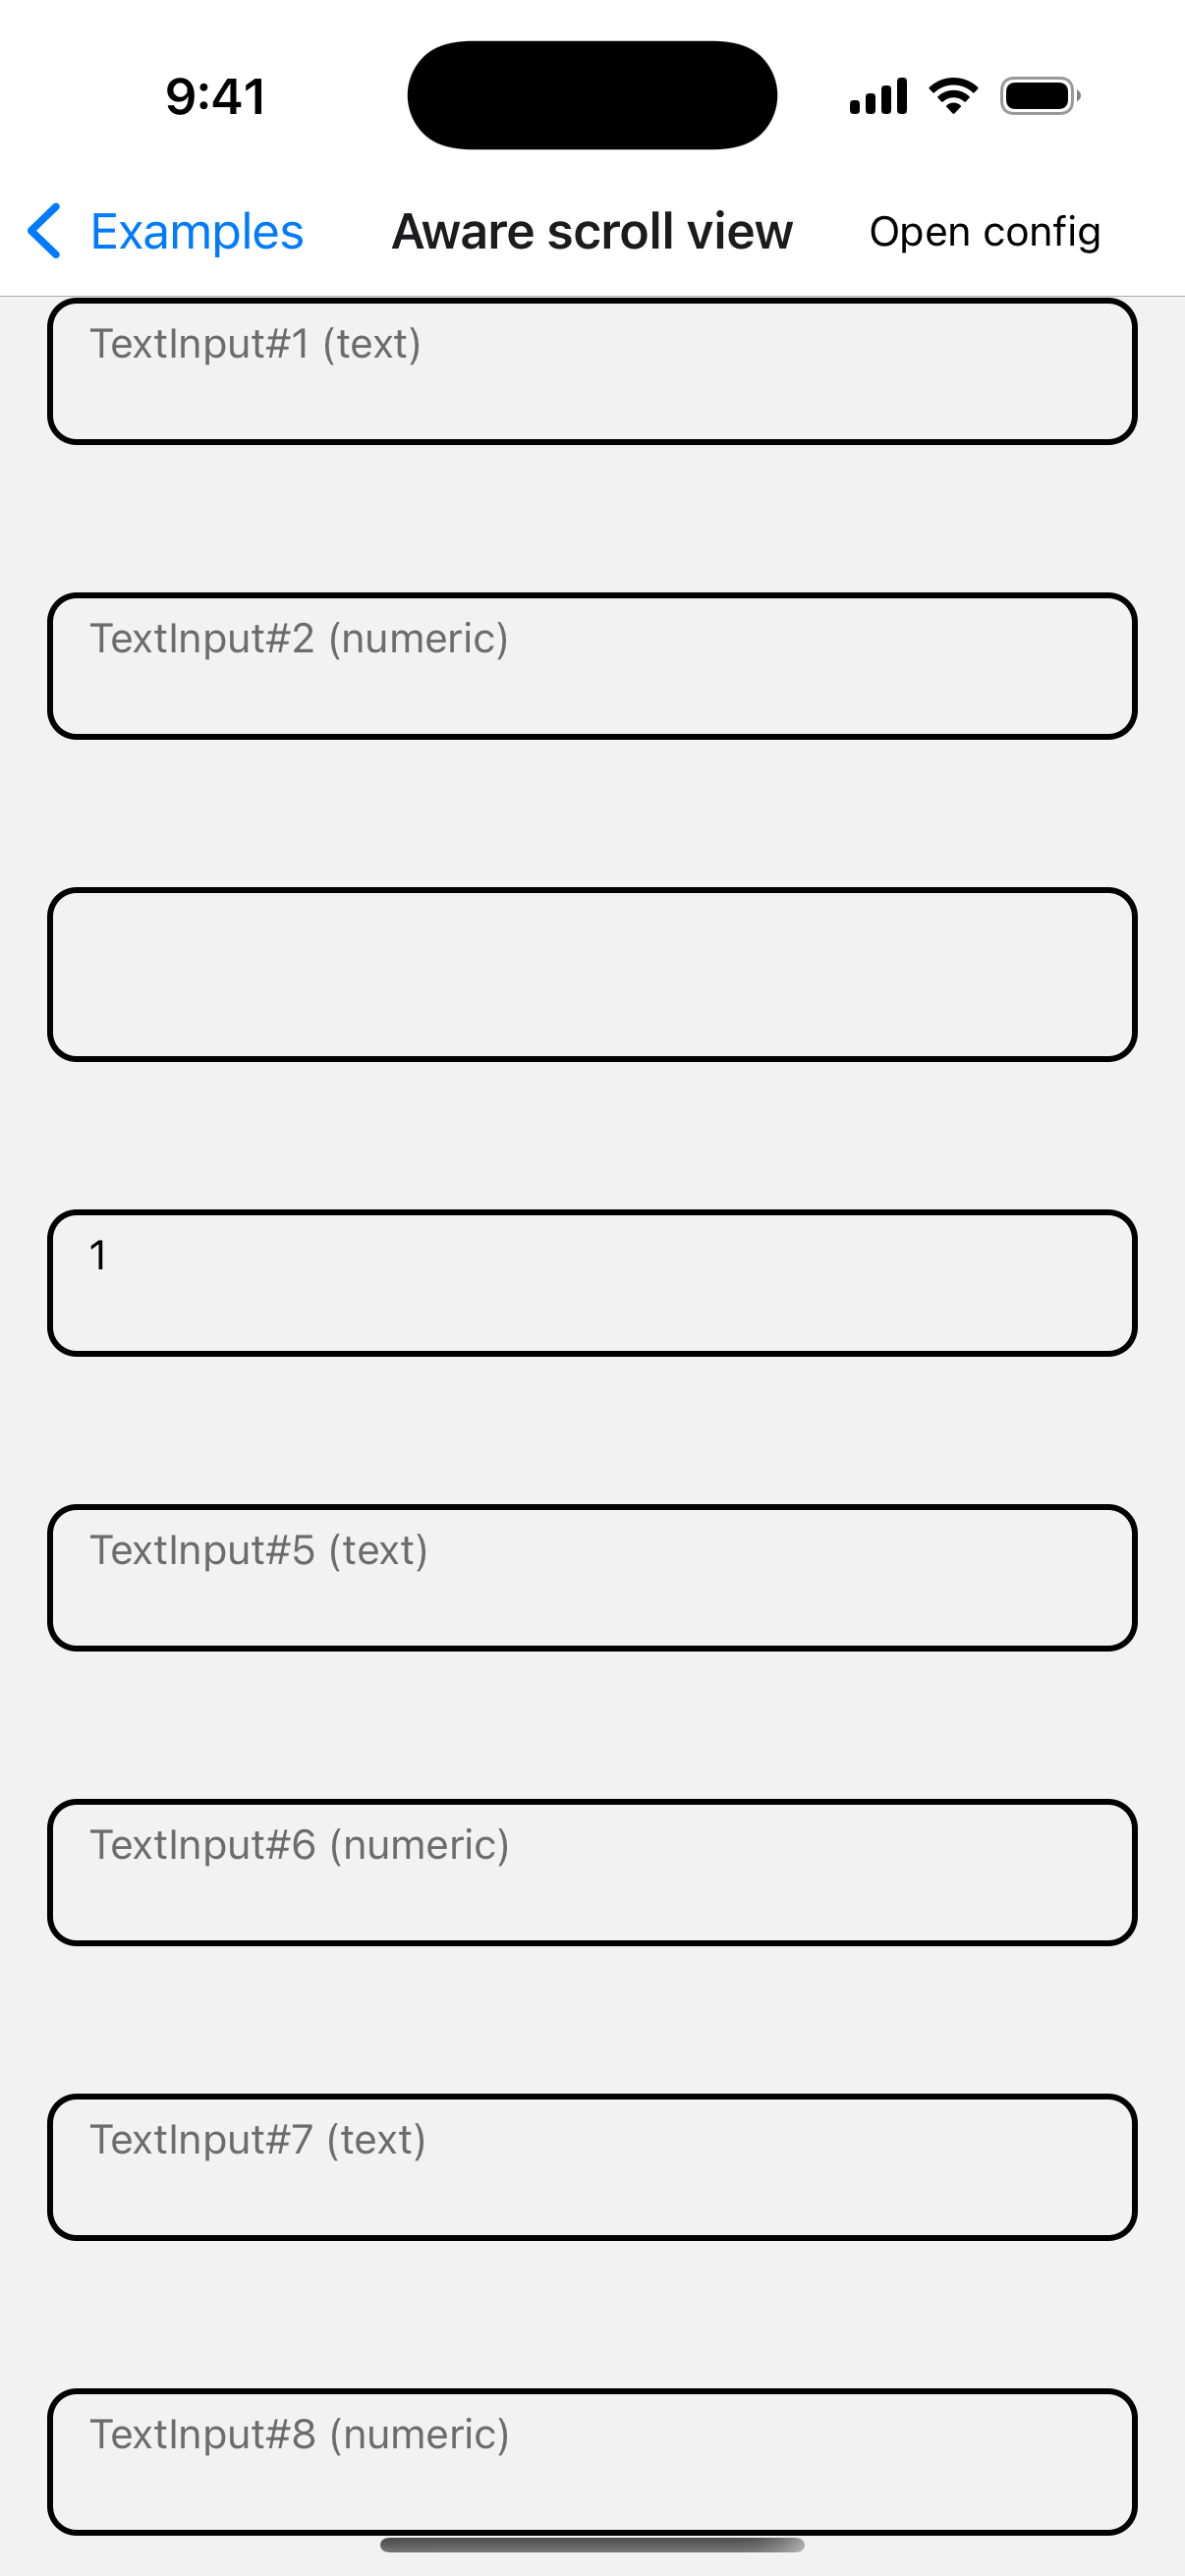 9:41
Examples
Aware scroll view
Open config
TextInput#1 (text)
TextInput#2 (numeric)
1
TextInput#5 (text)
TextInput#6 (numeric)
TextInput#7 (text)
TextInput#8 (numeric)